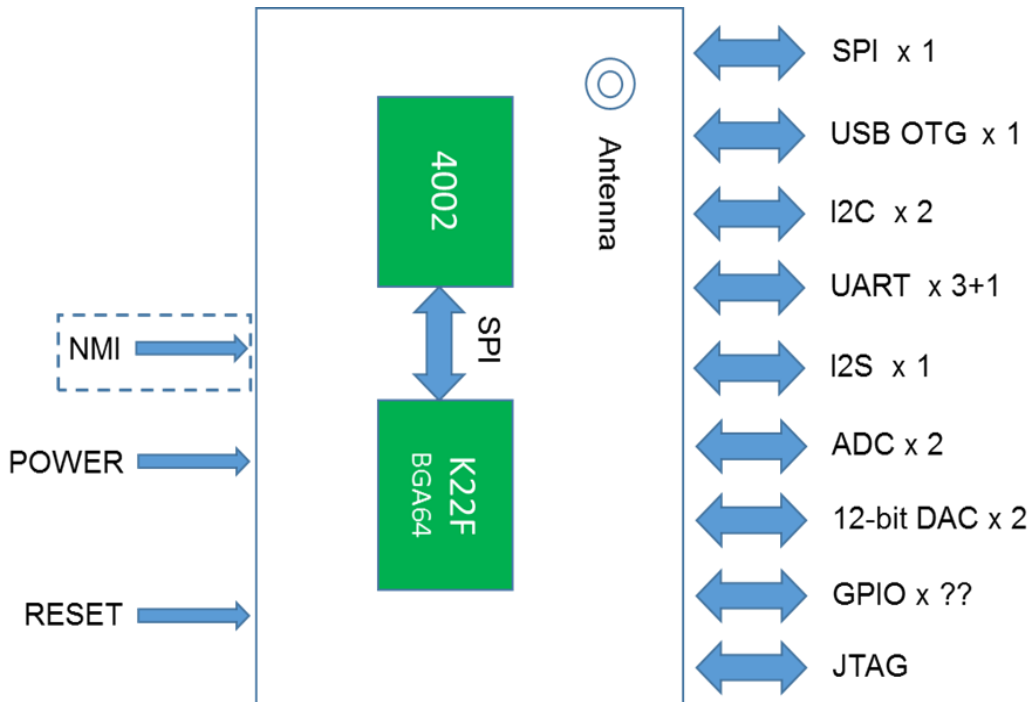 NMI
POWER
RESET
4002
SPI
K22F
BGA64
Antenna
SPI x 1
USB OTG x 1
I2C x 2
UART x 3+1
I2S x 1
ADC x 2
12-bit DAC x 2
GPIO x ??
JTAG